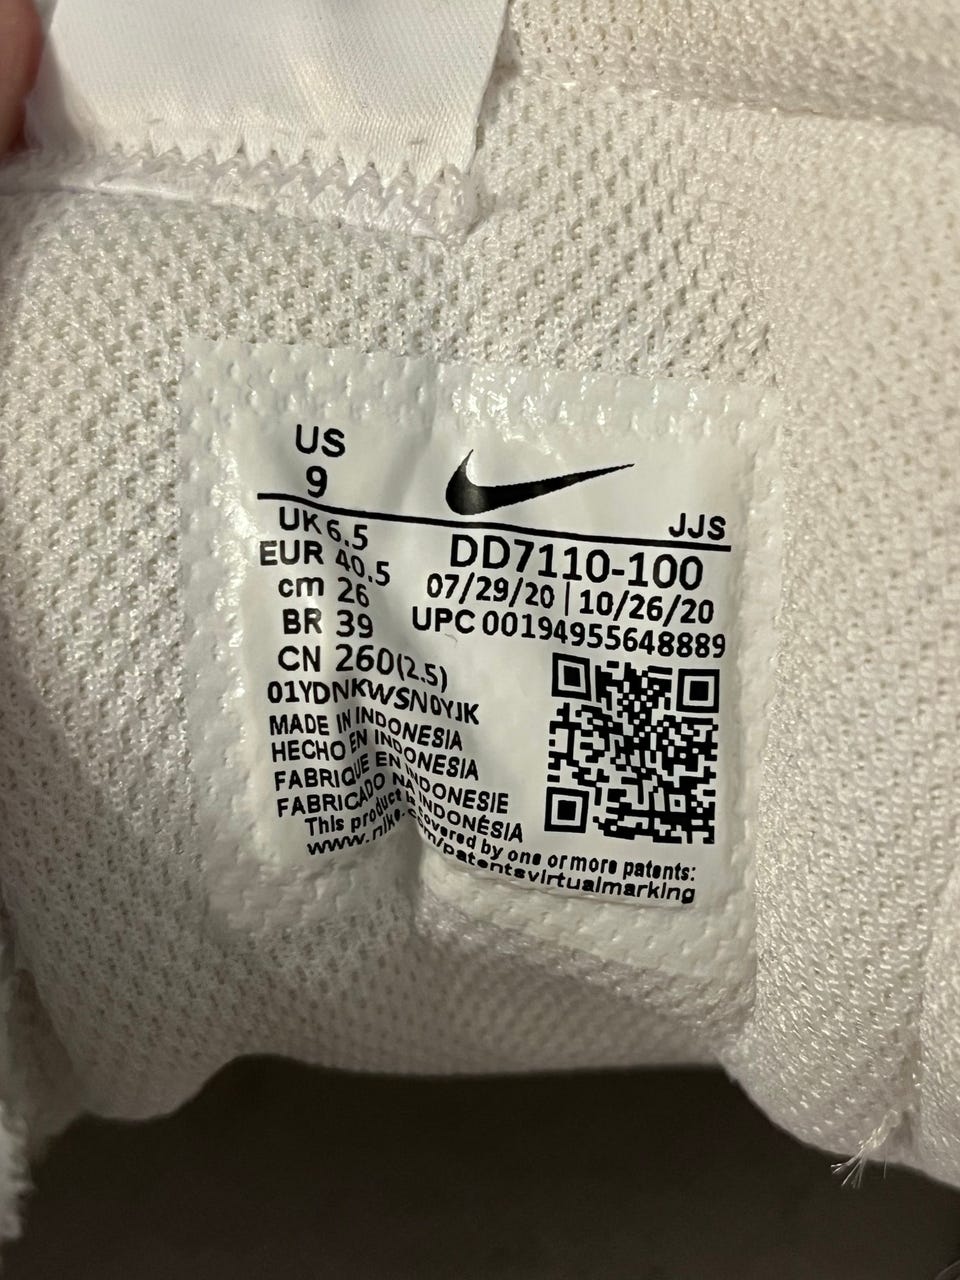 US
9
JJS
UK 6.5
EUR 40.5
cm 26
BR 39
CN 260(2.5)
DD7110-100
07/29/20 | 10/26/20
UPC 00194955648889
01YDNKWSN0YJK
MADE IN INDONESIA
HECHO EN INDONESIA
FABRIQUE EN INDONESIE
FABRICADO NA INDONÉSIA
This product is covered by one or more patents:
www.nike.com/patentsvirtualmarking